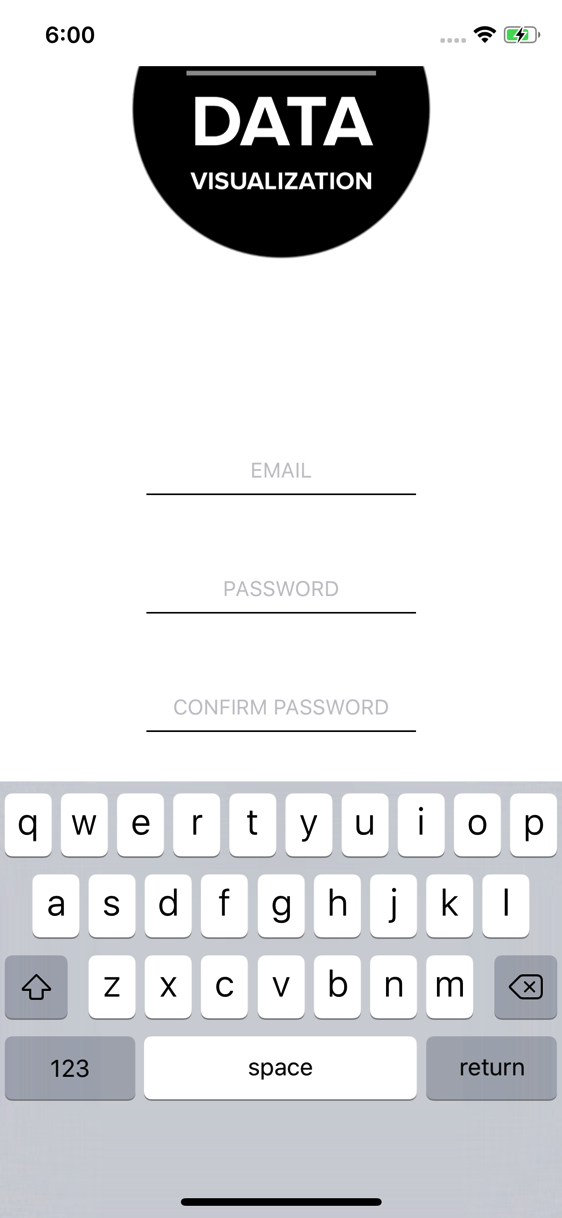 6:00
DATA
VISUALIZATION
EMAIL
PASSWORD
CONFIRM PASSWORD
q w e r t y u i o p
a s d f g h j k l
z x c v b n m
123 space return